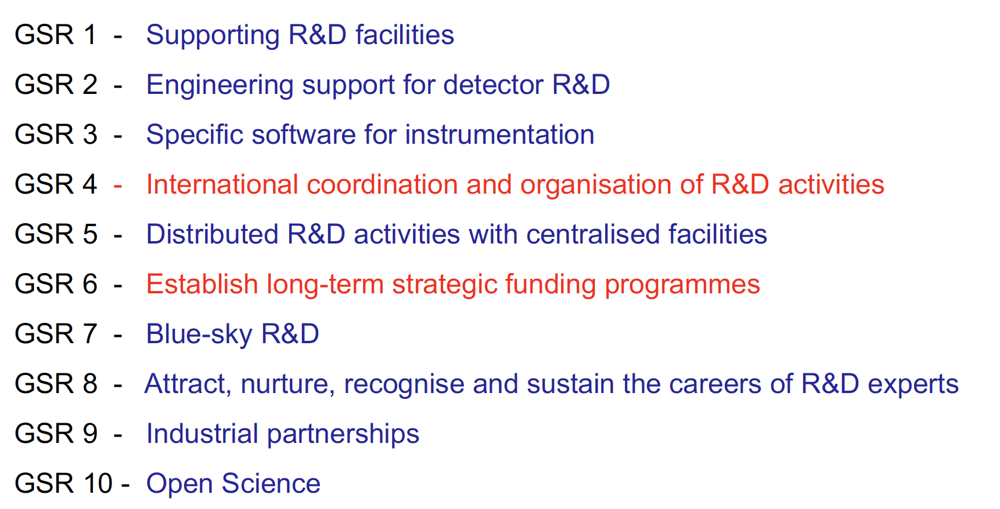 GSR 1 - Supporting R&D facilities
GSR 2 - Engineering support for detector R&D
GSR 3 - Specific software for instrumentation
GSR 4 - International coordination and organisation of R&D activities
GSR 5 - Distributed R&D activities with centralised facilities
GSR 6 - Establish long-term strategic funding programmes
GSR 7 - Blue-sky R&D
GSR 8 - Attract, nurture, recognise and sustain the careers of R&D experts
GSR 9 - Industrial partnerships
GSR 10 - Open Science